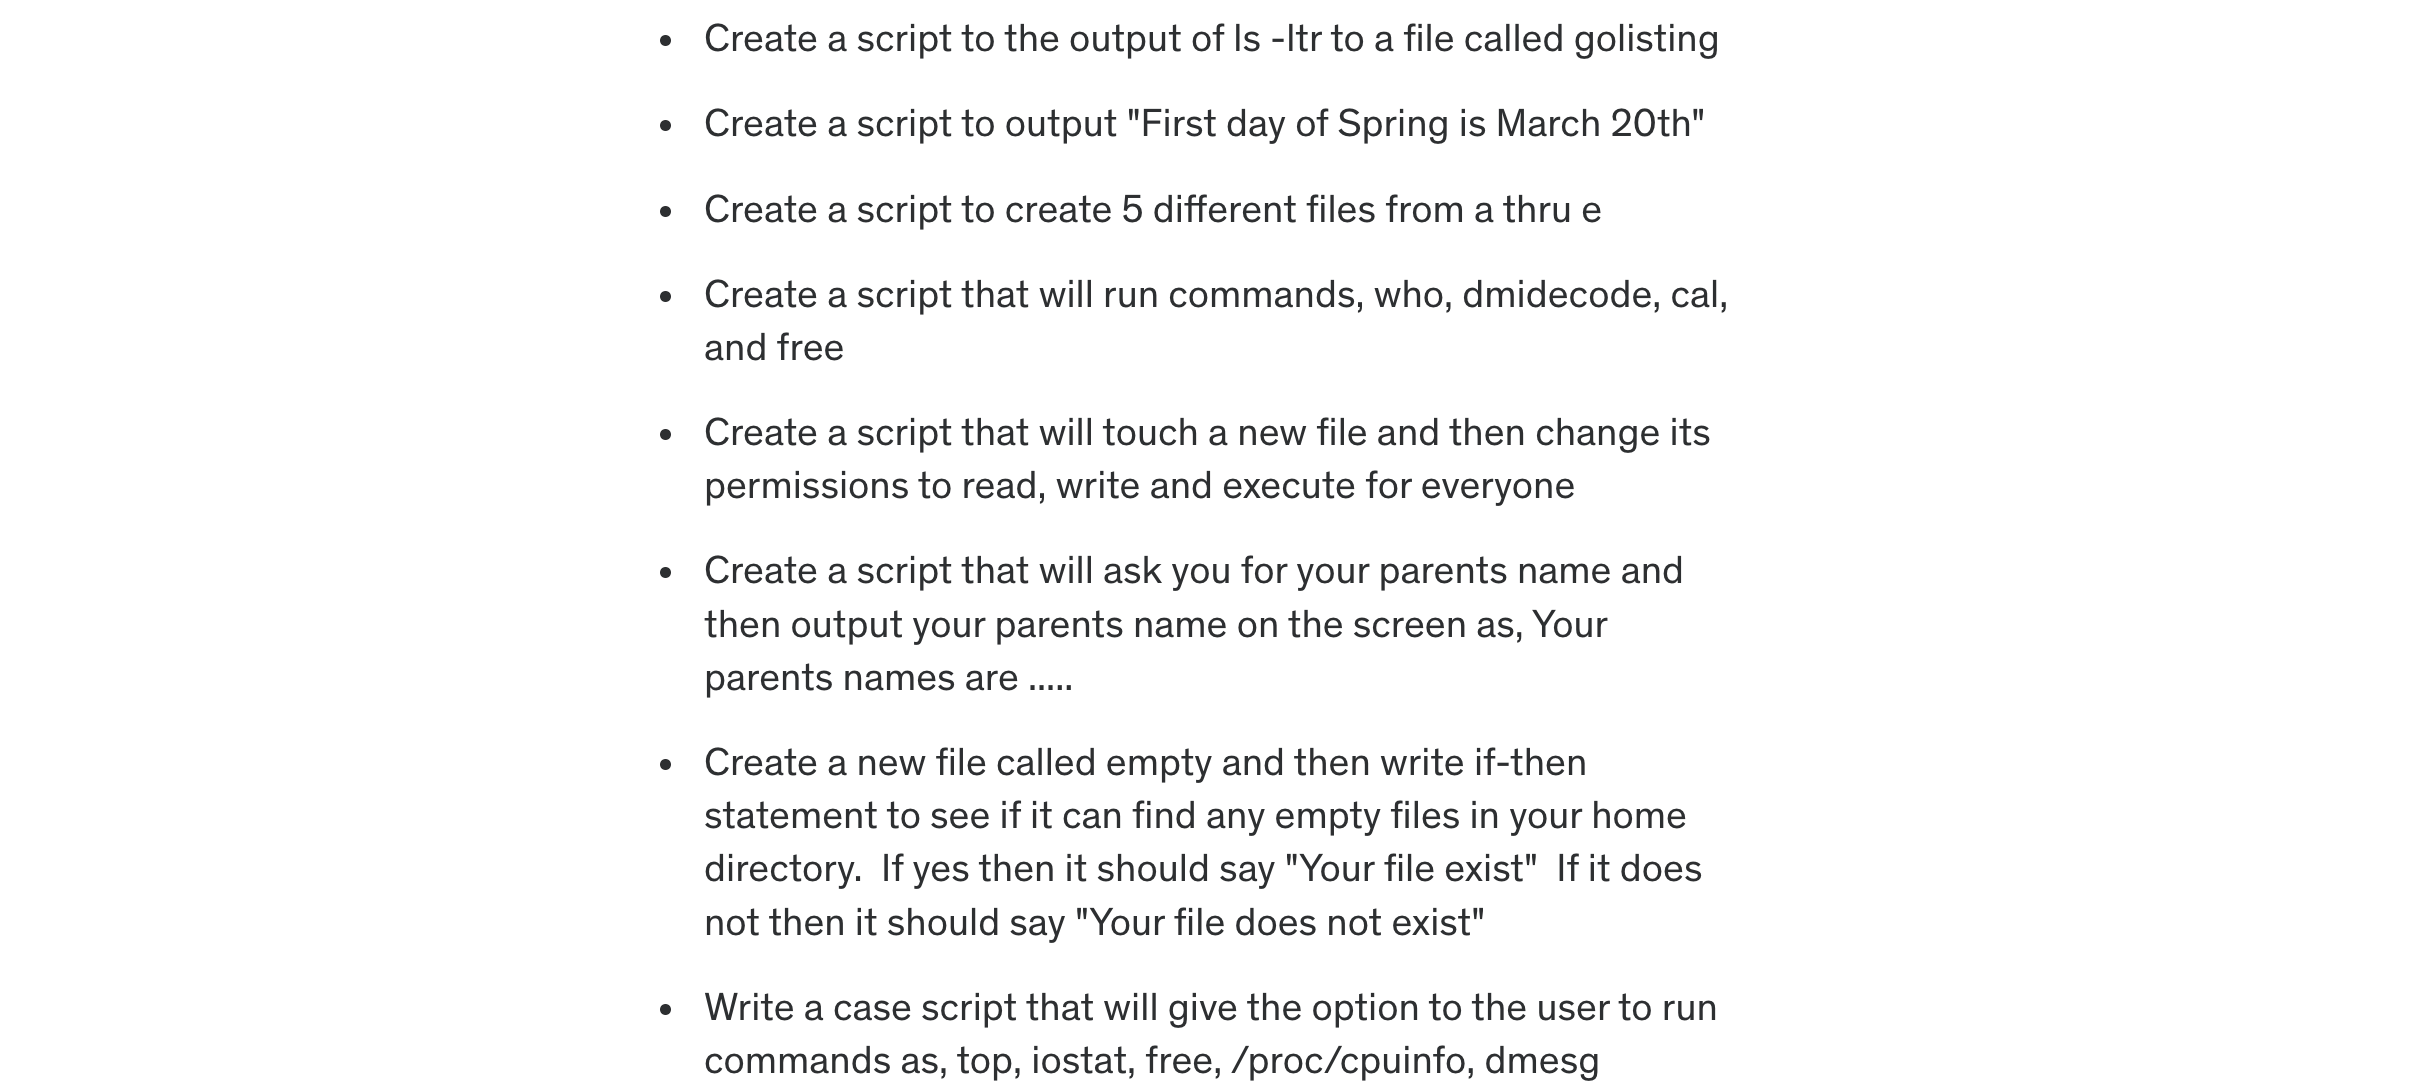 • Create a script to the output of ls -ltr to a file called golisting
• Create a script to output "First day of Spring is March 20th"
• Create a script to create 5 different files from a thru e
• Create a script that will run commands, who, dmidecode, cal,
and free
• Create a script that will touch a new file and then change its
permissions to read, write and execute for everyone
• Create a script that will ask you for your parents name and
then output your parents name on the screen as, Your
parents names are .....
• Create a new file called empty and then write if-then
statement to see if it can find any empty files in your home
directory.  If yes then it should say "Your file exist"  If it does
not then it should say "Your file does not exist"
• Write a case script that will give the option to the user to run
commands as, top, iostat, free, /proc/cpuinfo, dmesg